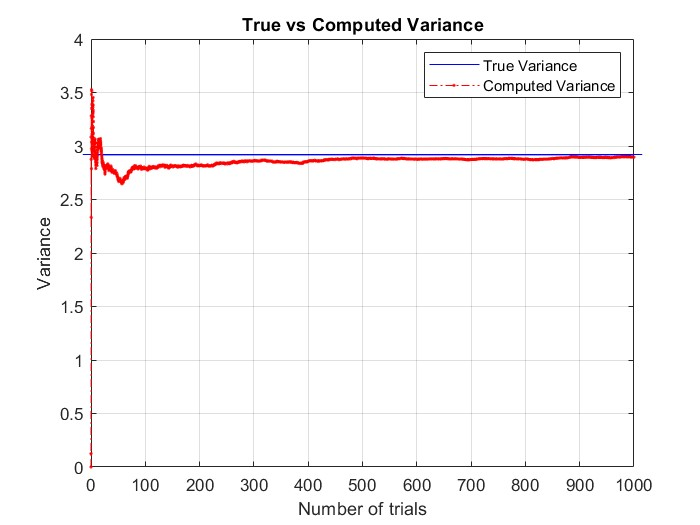 True vs Computed Variance
True Variance
Computed Variance
4
3.5
3
2.5
2
1.5
1
0.5
0
Variance
0 100 200 300 400 500 600 700 800 900 1000
Number of trials